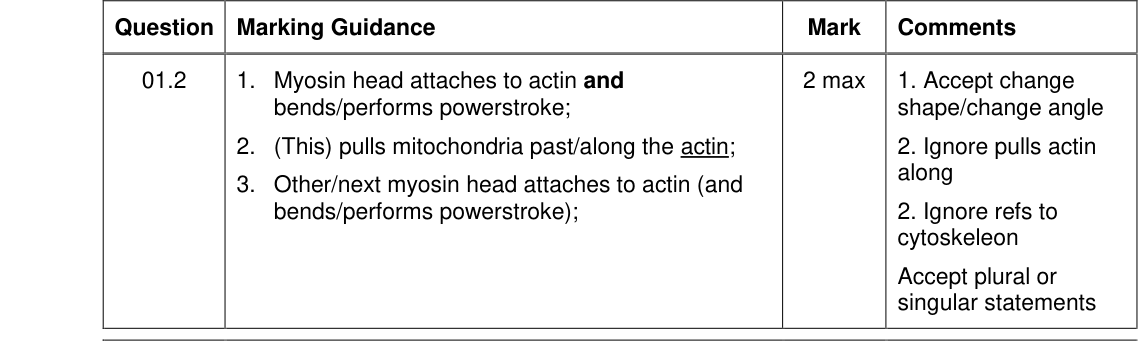 Question Marking Guidance Mark Comments
01.2 1. Myosin head attaches to actin and 2 max 1. Accept change
bends/performs powerstroke; shape/change angle
2. (This) pulls mitochondria past/along the actin; 2. Ignore pulls actin
along
3. Other/next myosin head attaches to actin (and
bends/performs powerstroke); 2. Ignore refs to
cytoskeleon
Accept plural or
singular statements